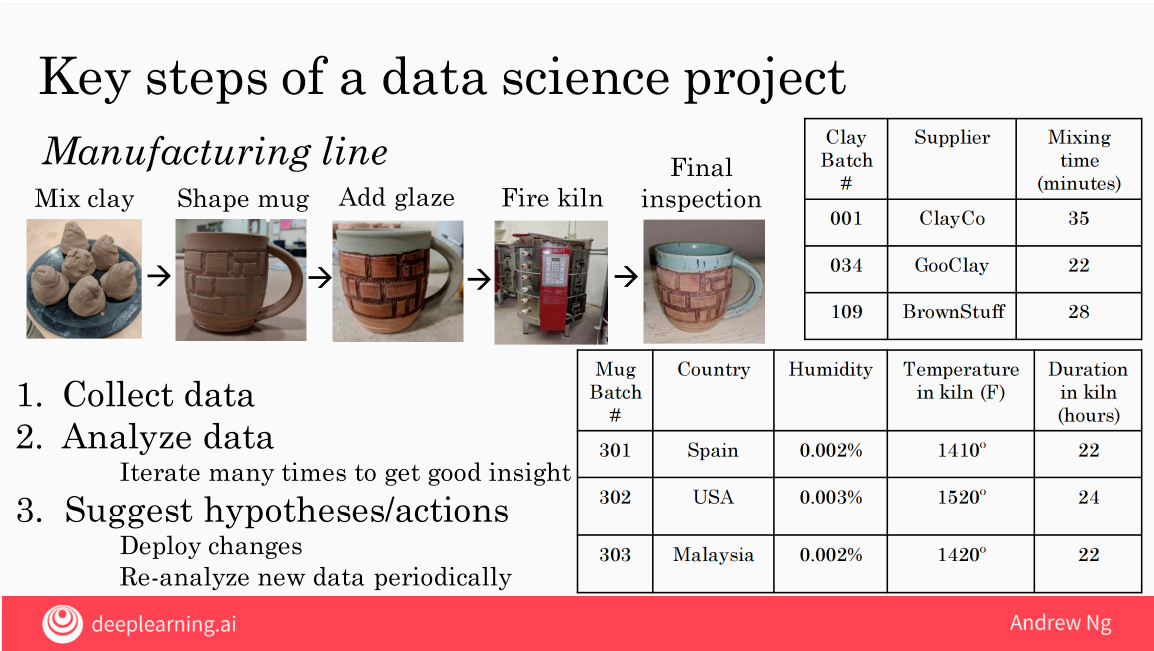 Key steps of a data science project
Manufacturing line
Mix clay
Shape mug
Add glaze
Fire kiln
Final
inspection
Clay
Batch
#
Supplier
Mixing
time
(minutes)
001 ClayCo 35
034 GooClay 22
109 BrownStuff 28
1. Collect data
2. Analyze data
Iterate many times to get good insight
3. Suggest hypotheses/actions
Deploy changes
Re-analyze new data periodically
Mug
Batch
#
Country
Humidity
Temperature
in kiln (F)
Duration
in kiln
(hours)
301 Spain 0.002% 1410º 22
302 USA 0.003% 1520º 24
303 Malaysia 0.002% 1420º 22
deeplearning.ai
Andrew Ng